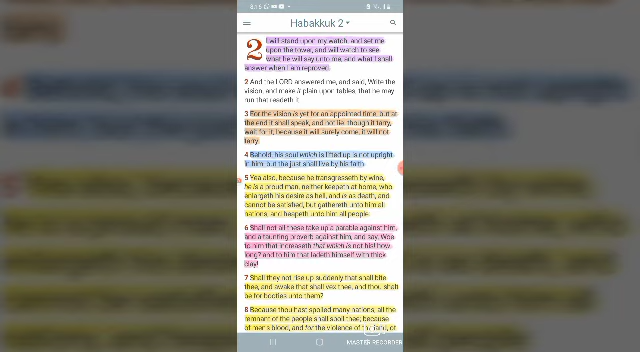 8:16
Habakkuk 2
2 I will stand upon my watch, and set me
upon the tower, and will watch to see
what he will say unto me, and what I shall
answer when I am reproved.
2 And the LORD answered me, and said, Write the
vision, and make it plain upon tables, that he may
run that readeth it.
3 For the vision is yet for an appointed time, but at
the end it shall speak, and not lie: though it tarry,
wait for it; because it will surely come, it will not
tarry.
4 Behold, his soul which is lifted up is not upright
in him: but the just shall live by his faith.
5 Yea also, because he transgresseth by wine,
he is a proud man, neither keepeth at home, who
enlargeth his desire as hell, and is as death, and
cannot be satisfied, but gathereth unto him all
nations, and heapeth unto him all people:
6 Shall not all these take up a parable against him,
and a taunting proverb against him, and say, Woe
to him that increaseth that which is not his! how
long? and to him that ladeth himself with thick
clay!
7 Shall they not rise up suddenly that shall bite
thee, and awake that shall vex thee, and thou shalt
be for booties unto them?
8 Because thou hast spoiled many nations, all the
remnant of the people shall spoil thee; because
of men's blood, and for the violence of the land, of
MASTER RECORDER